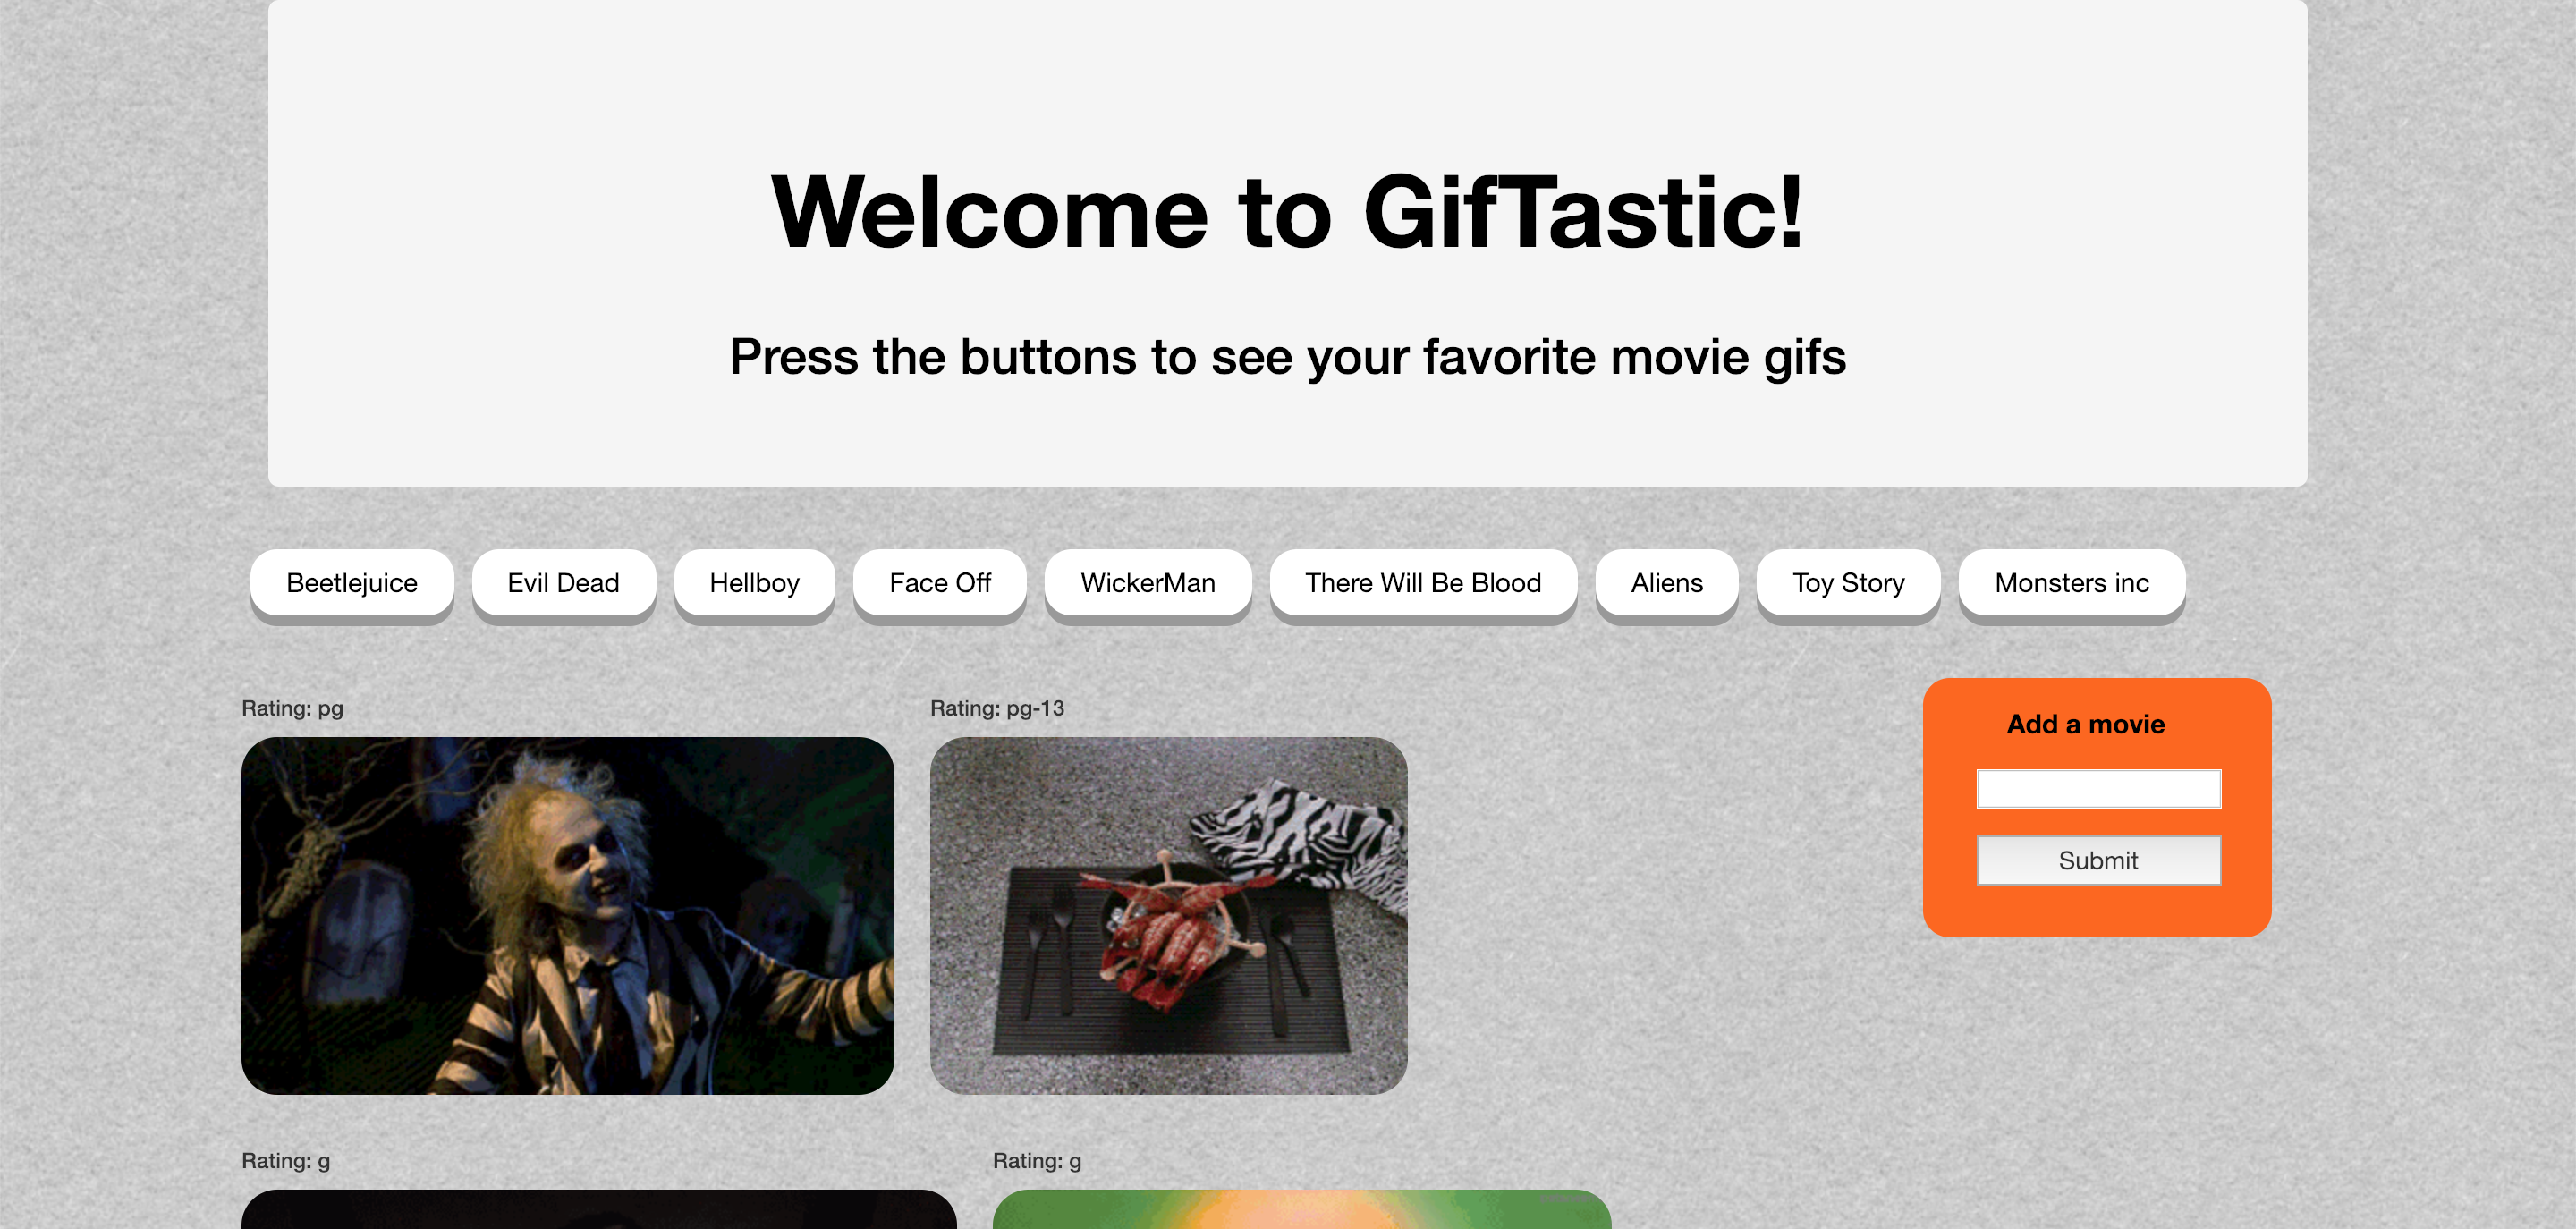 Welcome to GifTastic!
Press the buttons to see your favorite movie gifs
Beetlejuice Evil Dead Hellboy Face Off WickerMan There Will Be Blood Aliens Toy Story Monsters inc
Rating: pg Rating: pg-13
Add a movie
Submit
Rating: g Rating: g